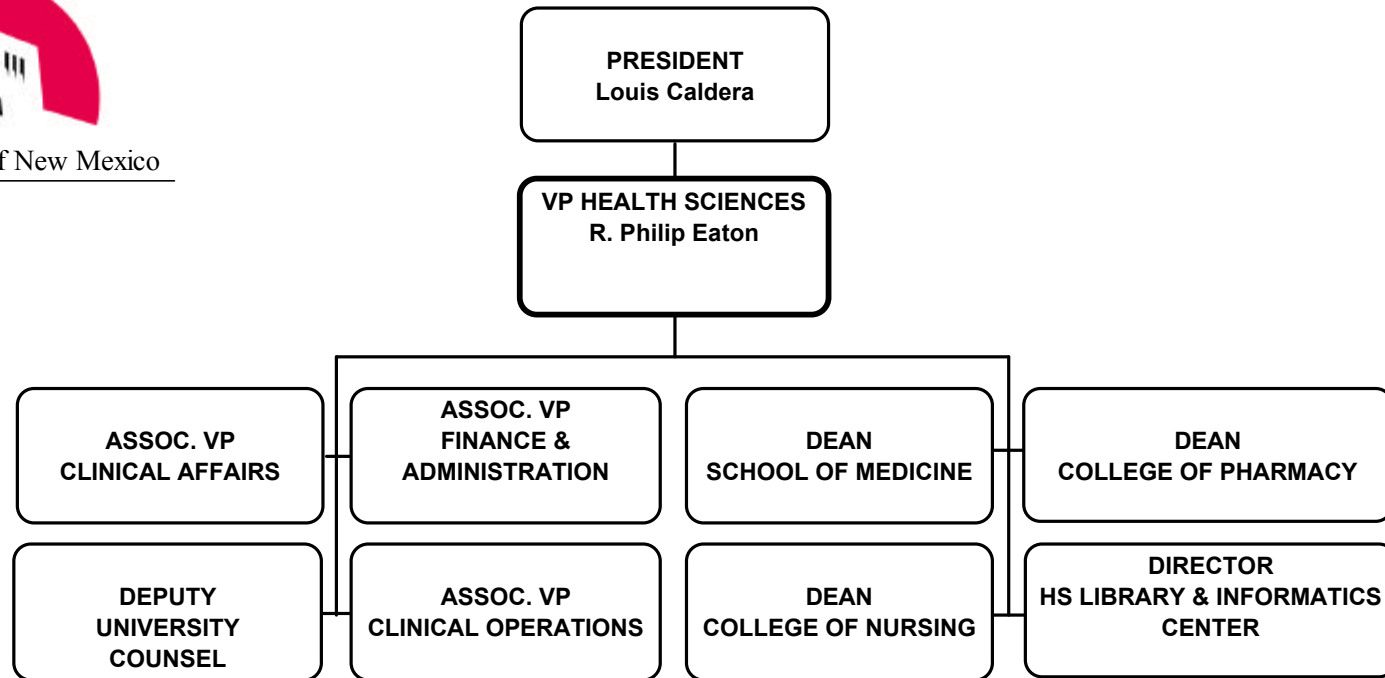 f New Mexico
PRESIDENT
Louis Caldera
VP HEALTH SCIENCES
R. Philip Eaton
ASSOC. VP
CLINICAL AFFAIRS
ASSOC. VP
FINANCE &
ADMINISTRATION
DEAN
SCHOOL OF MEDICINE
DEAN
COLLEGE OF PHARMACY
DEPUTY
UNIVERSITY
COUNSEL
ASSOC. VP
CLINICAL OPERATIONS
DEAN
COLLEGE OF NURSING
DIRECTOR
HS LIBRARY & INFORMATICS
CENTER